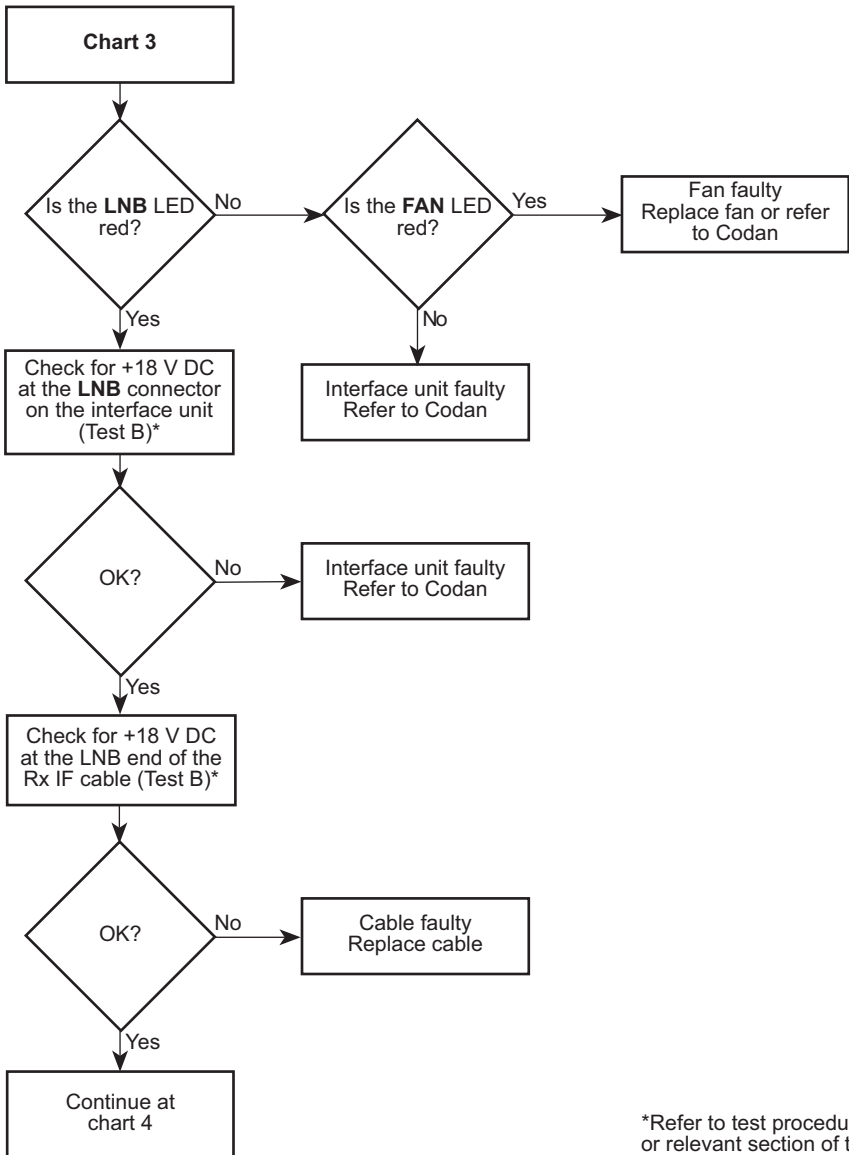 Chart 3
Is the LNB LED
red?
No
Is the FAN LED
red?
Yes
Fan faulty
Replace fan or refer
to Codan
Yes
No
Check for +18 V DC
at the LNB connector
on the interface unit
(Test B)*
Interface unit faulty
Refer to Codan
OK?
No
Interface unit faulty
Refer to Codan
Yes
Check for +18 V DC
at the LNB end of the
Rx IF cable (Test B)*
OK?
No
Cable faulty
Replace cable
Yes
Continue at
chart 4
*Refer to test
or relevant section of